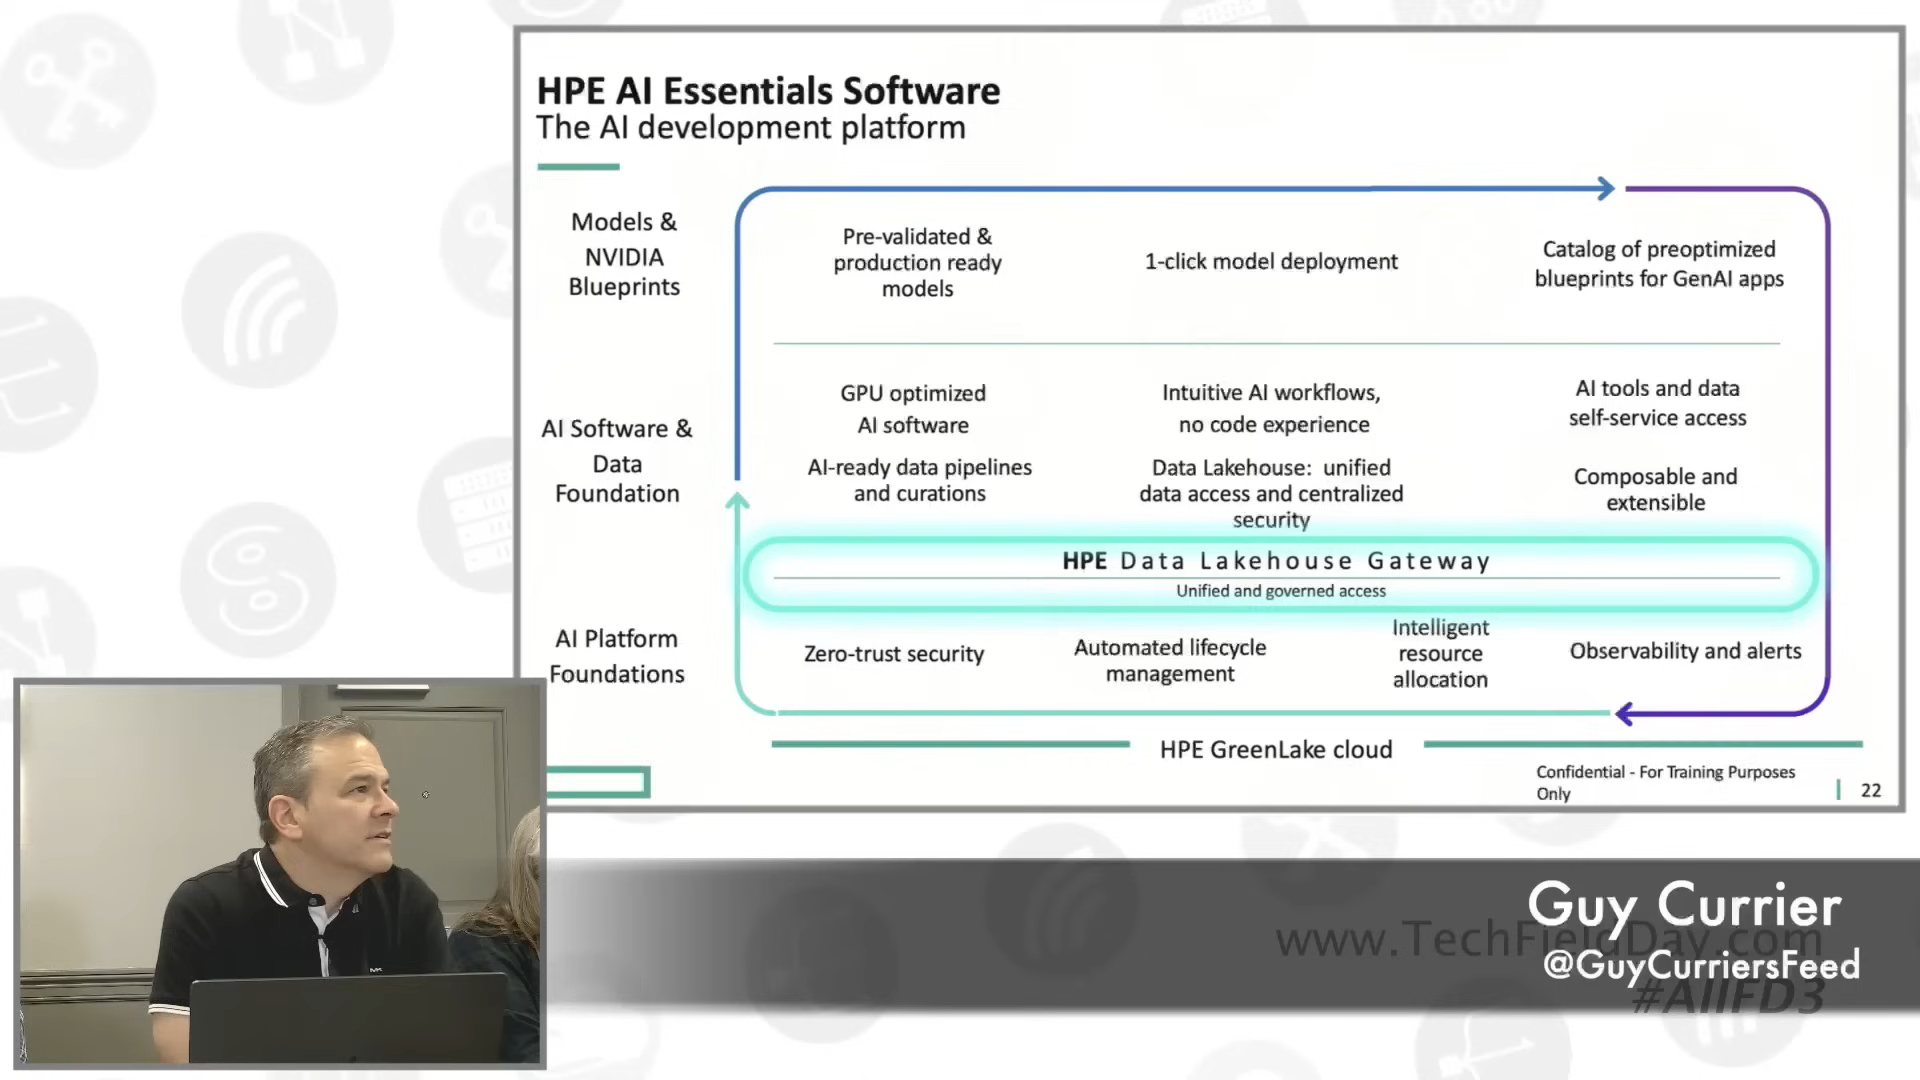 HPE AI Essentials Software
The AI development platform
Models &
NVIDIA
Blueprints
Pre-validated &
production ready
models
1-click model deployment
Catalog of preoptimized
blueprints for GenAI apps
AI Software &
Data
Foundation
GPU optimized
AI software
Intuitive AI workflows,
no code experience
AI tools and data
self-service access
AI-ready data pipelines
and curations
Data Lakehouse: unified
data access and centralized
security
Composable and
extensible
HPE Data Lakehouse Gateway
Unified and governed access
AI Platform
Foundations
Zero-trust security
Automated lifecycle
management
Intelligent
resource
allocation
Observability and alerts
HPE GreenLake cloud
Confidential - For Training Purposes
Only
22
Guy Currier
www.TechFieldDay.com
@GuyCurriersFeed
#AIIFD3